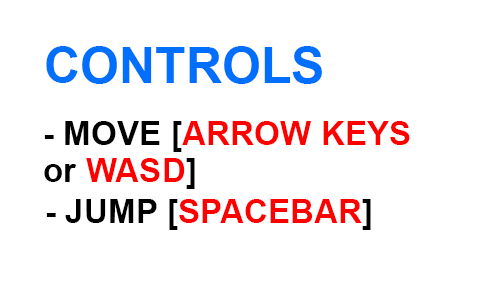 CONTROLS
- MOVE [ARROW KEYS
or WASD]
- JUMP [SPACEBAR]